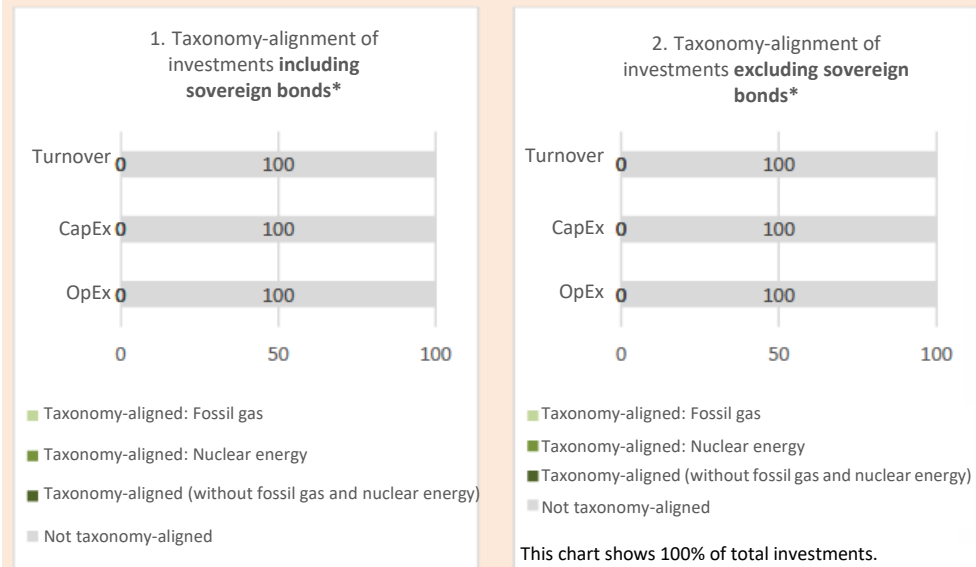 1. Taxonomy-alignment of
investments including
sovereign bonds*
Turnover 0 100
CapEx 0 100
OpEx 0 100
0 50 100
Taxonomy-aligned: Fossil gas
Taxonomy-aligned: Nuclear energy
Taxonomy-aligned (without fossil gas and nuclear energy)
Not taxonomy-aligned
2. Taxonomy-alignment of
investments excluding sovereign
bonds*
Turnover 0 100
CapEx 0 100
OpEx 0 100
0 50 100
Taxonomy-aligned: Fossil gas
Taxonomy-aligned: Nuclear energy
Taxonomy-aligned (without fossil gas and nuclear energy)
Not taxonomy-aligned
This chart shows 100% of total investments.